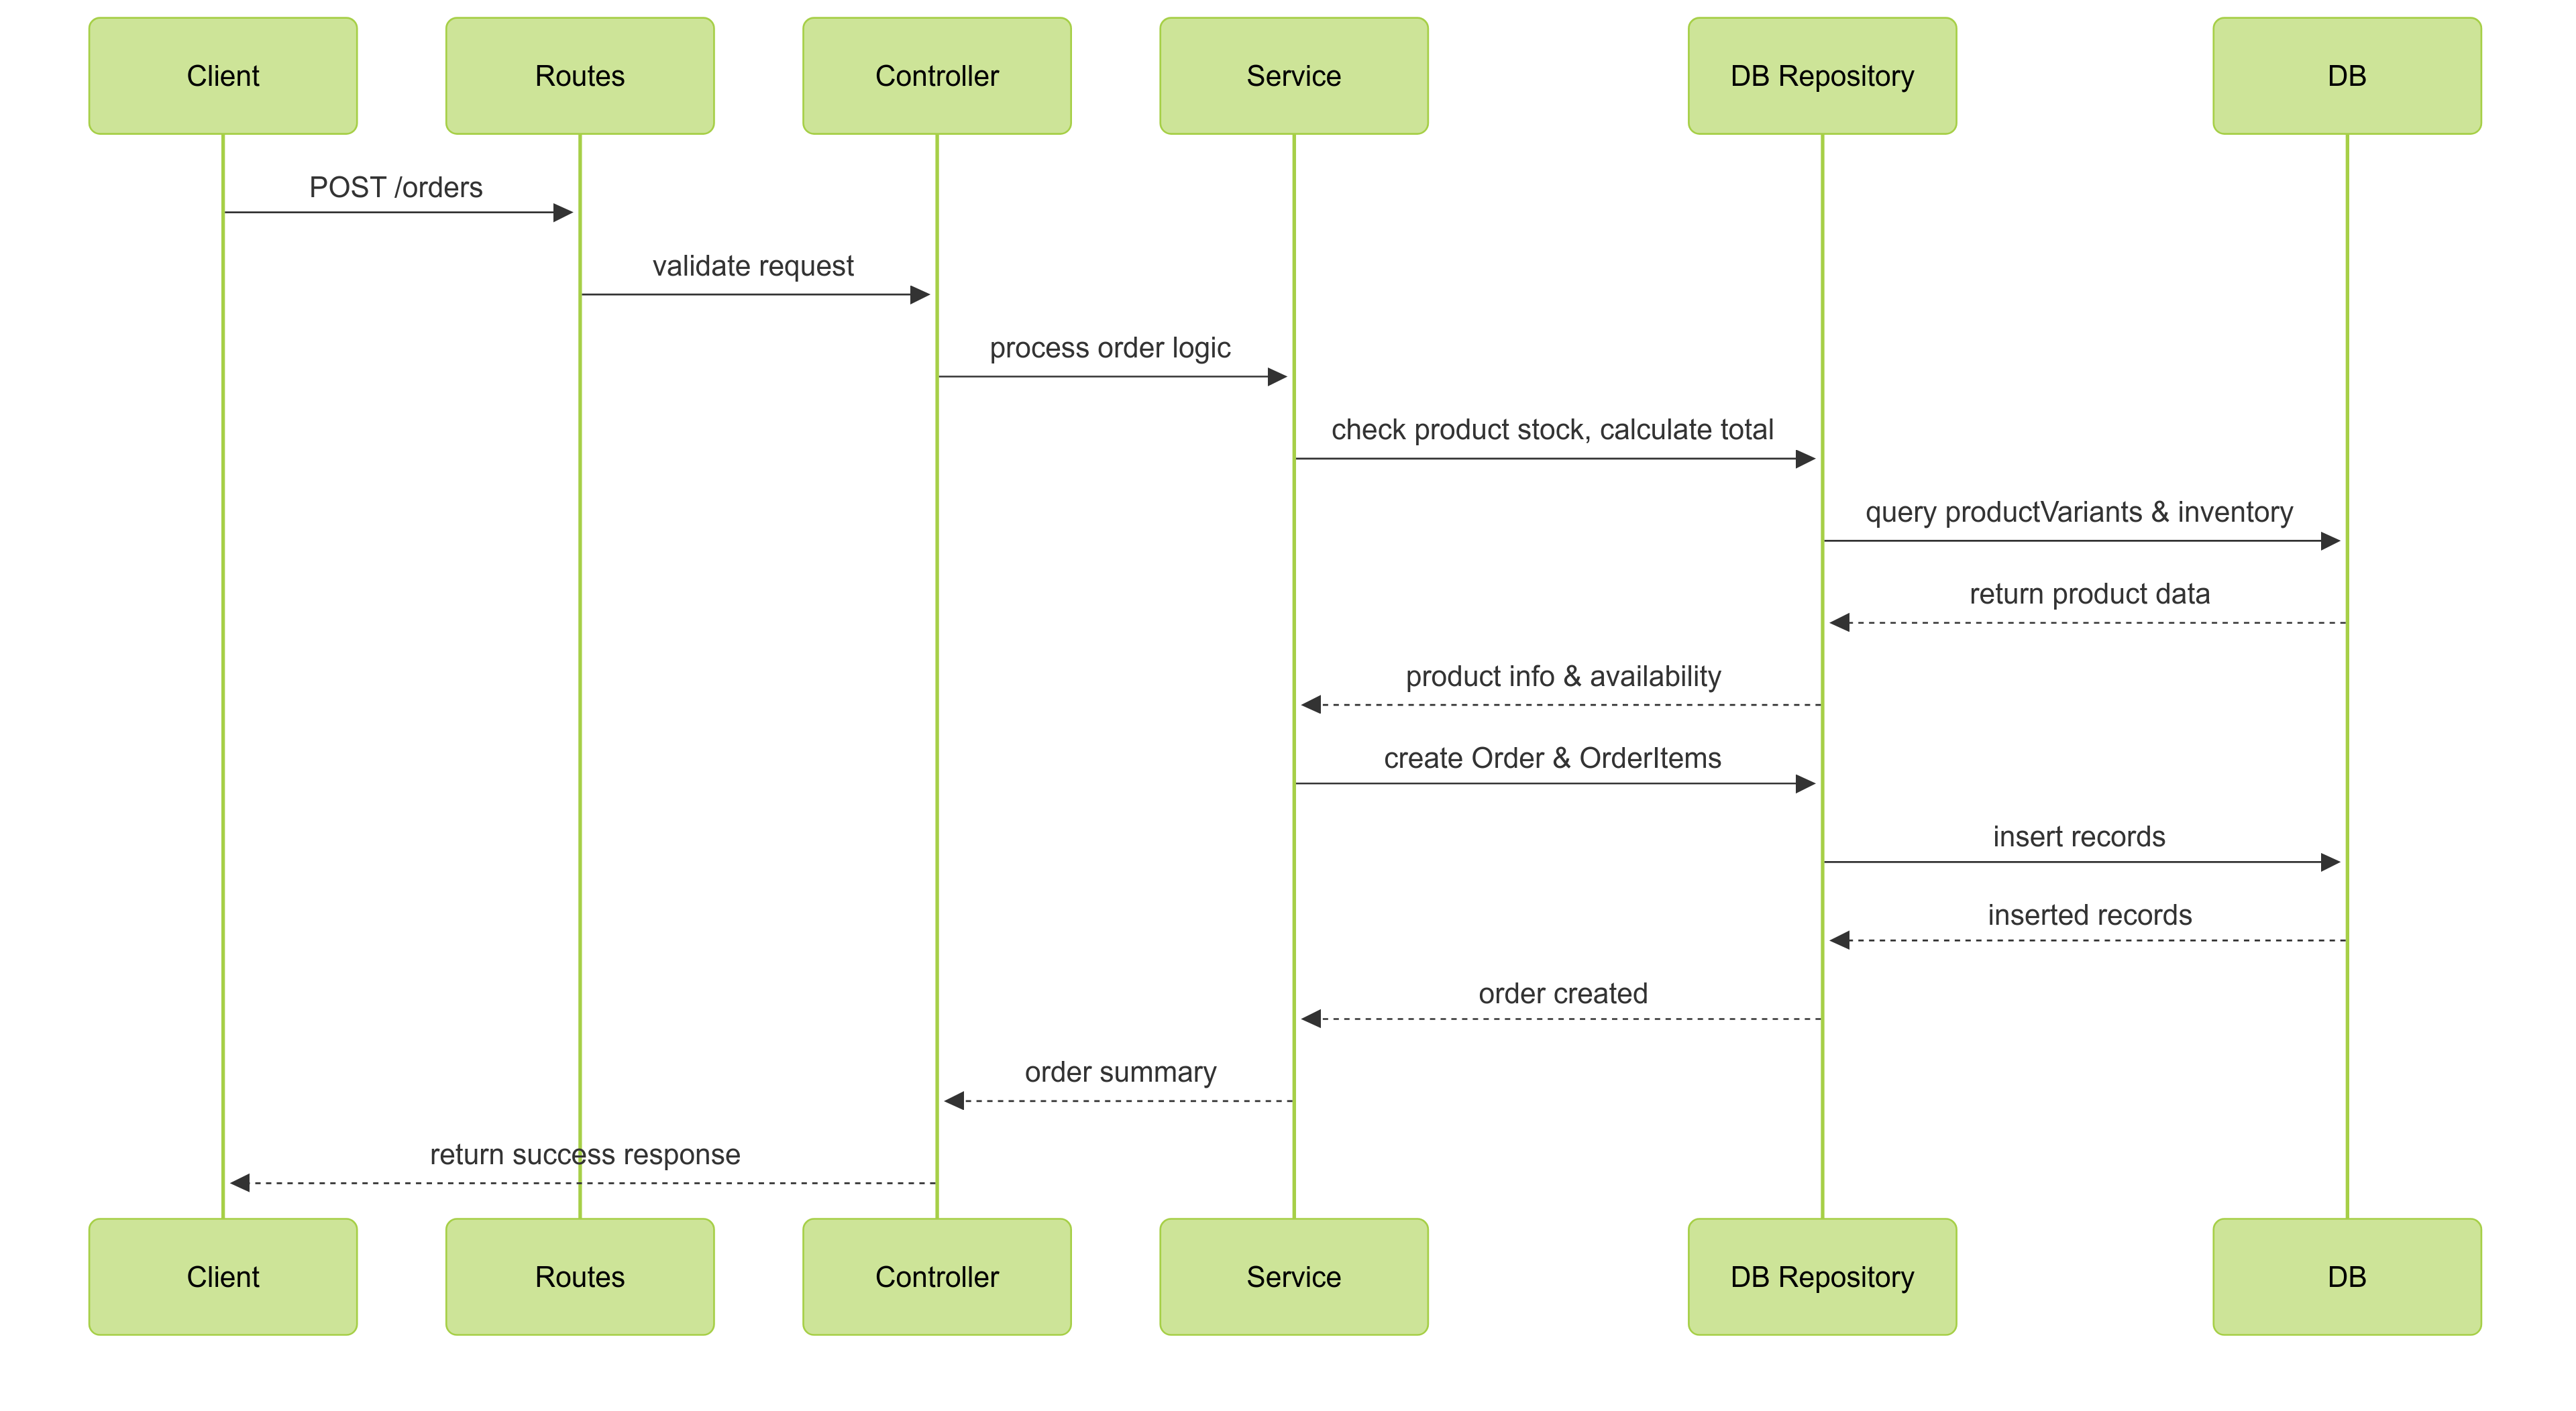 Client
Routes
Controller
Service
DB Repository
DB
POST /orders
validate request
process order logic
check product stock, calculate total
query productVariants & inventory
return product data
product info & availability
create Order & OrderItems
insert records
inserted records
order created
order summary
return success response
Client
Routes
Controller
Service
DB Repository
DB